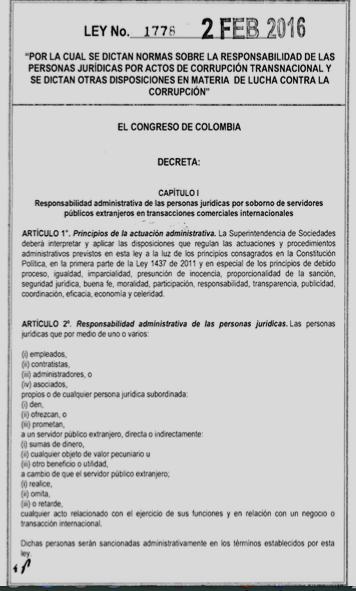 LEY No. 1778 2 FEB 2016
"POR LA CUAL SE DICTAN NORMAS SOBRE LA RESPONSABILIDAD DE LAS
PERSONAS JURÍDICAS POR ACTOS DE CORRUPCIÓN TRANSNACIONAL Y
SE DICTAN OTRAS DISPOSICIONES EN MATERIA DE LUCHA CONTRA LA
CORRUPCIÓN"
EL CONGRESO DE COLOMBIA
DECRETA:
CAPÍTULO I
Responsabilidad administrativa de las personas jurídicas por soborno de servidores
públicos extranjeros en transacciones comerciales internacionales
ARTÍCULO 1°. Principios de la actuación administrativa. La Superintendencia de Sociedades
deberá interpretar y aplicar las disposiciones que regulan las actuaciones y procedimientos
administrativos previstos en esta ley a la luz de los principios consagrados en la Constitución
Política, en la primera parte de la Ley 1437 de 2011 y en especial de los principios de debido
proceso, igualdad, imparcialidad, presunción de inocencia, proporcionalidad de la sanción,
seguridad jurídica, buena fe, moralidad, participación, responsabilidad, transparencia, publicidad,
coordinación, eficacia, economía y celeridad.
ARTÍCULO 2°. Responsabilidad administrativa de las personas jurídicas. Las personas
jurídicas que por medio de uno o varios:
(i) empleados,
(ii) contratistas,
(iii) administradores, o
(iv) asociados,
propios o de cualquier persona jurídica subordinada:
(i) den,
(ii) ofrezcan, o
(iii) prometan,
a un servidor público extranjero, directa o indirectamente:
(i) sumas de dinero,
(ii) cualquier objeto de valor pecuniario u
(iii) otro beneficio o utilidad,
a cambio de que el servidor público extranjero;
(i) realice,
(ii) omita,
(iii) o retarde,
cualquier acto relacionado con el ejercicio de sus funciones y en relación con un negocio o
transacción internacional.
Dichas personas serán sancionadas administrativamente en los términos establecidos por esta
ley.